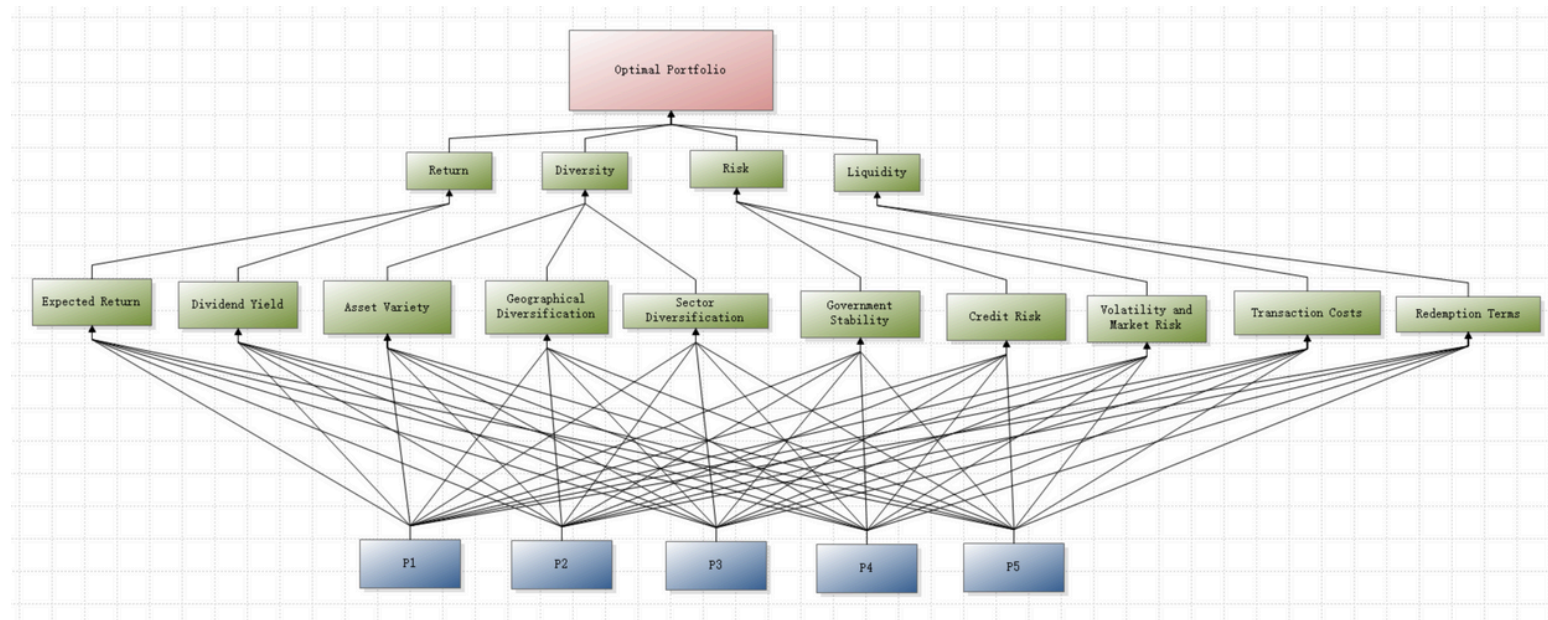 Optimal Portfolio
Return
Diversity
Risk
Liquidity
Expected Return
Dividend Yield
Asset Variety
Geographical
Diversification
Sector
Diversification
Government
Stability
Credit Risk
Volatility and
Market Risk
Transaction Costs
Redemption Terms
P1
P2
P3
P4
P5